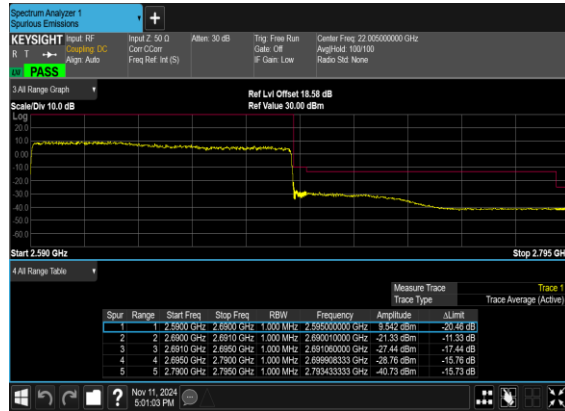 Spectrum Analyzer 1
Spurious Emissions
+
KEYSIGHT Input: RF Input Z: 50 Ω Atten: 30 dB Trig: Free Run Center Freq: 22.005000000 GHz
R T Coupling: DC Corr CCorr Gate: Off Avg|Hold: 100/100
Align: Auto Freq Ref: Int (S) IF Gain: Low Radio Std: None
PASS
3 All Range Graph
Ref Lvl Offset 18.58 dB
Scale/Div 10.0 dB Ref Value 30.00 dBm
Log
20.0
10.0
0.00
-10.0
-20.0
-30.0
-40.0
-50.0
-60.0
Start 2.590 GHz Stop 2.795 GH
4 All Range Table
Measure Trace Trace 1
Trace Type Trace Average (Active)
Spur Range Start Freq Stop Freq RBW Frequency Amplitude ΔLimit
1 1 2.5900 GHz 2.6900 GHz 1.000 MHz 2.595000000 GHz 9.542 dBm -20.46 dB
2 2 2.6900 GHz 2.6910 GHz 1.000 MHz 2.690010000 GHz -21.33 dBm -11.33 dB
3 3 2.6910 GHz 2.6950 GHz 1.000 MHz 2.691060000 GHz -27.44 dBm -17.44 dB
4 4 2.6950 GHz 2.7900 GHz 1.000 MHz 2.699908333 GHz -28.76 dBm -15.76 dB
5 5 2.7900 GHz 2.7950 GHz 1.000 MHz 2.793433333 GHz -40.73 dBm -15.73 dB
? Nov 11, 2024
5:01:03 PM